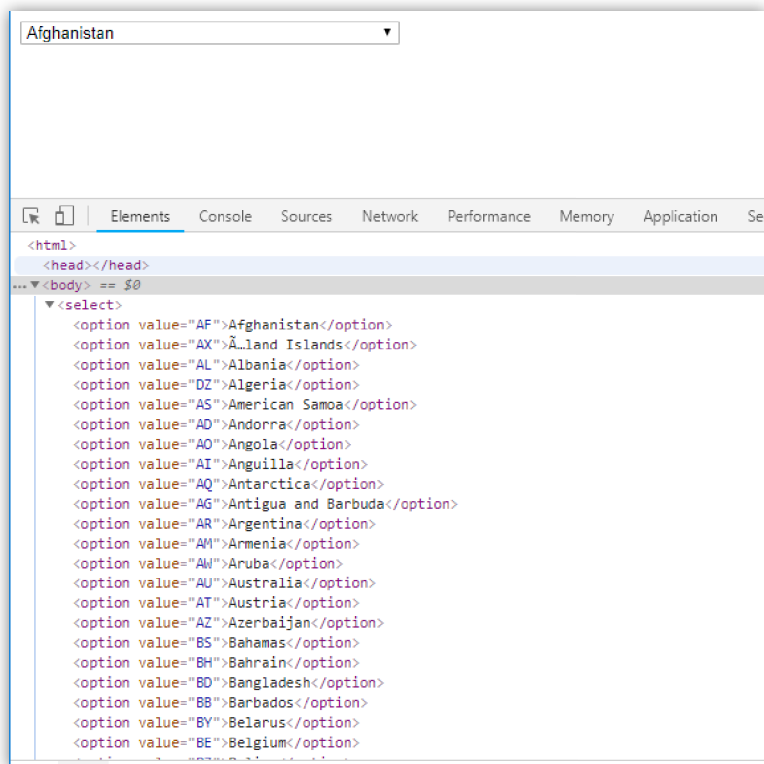 Afghanistan
Elements Console Sources Network Performance Memory Application Se
<html>
<head></head>
... ▼<body> == $0
▼<select>
<option value="AF">Afghanistan</option>
<option value="AX">Ã…land Islands</option>
<option value="AL">Albania</option>
<option value="DZ">Algeria</option>
<option value="AS">American Samoa</option>
<option value="AD">Andorra</option>
<option value="AO">Angola</option>
<option value="AI">Anguilla</option>
<option value="AQ">Antarctica</option>
<option value="AG">Antigua and Barbuda</option>
<option value="AR">Argentina</option>
<option value="AM">Armenia</option>
<option value="AW">Aruba</option>
<option value="AU">Australia</option>
<option value="AT">Austria</option>
<option value="AZ">Azerbaijan</option>
<option value="BS">Bahamas</option>
<option value="BH">Bahrain</option>
<option value="BD">Bangladesh</option>
<option value="BB">Barbados</option>
<option value="BY">Belarus</option>
<option value="BE">Belgium</option>